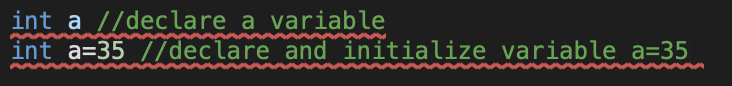 int a //declare a variable
int a=35 //declare and initialize variable a=35